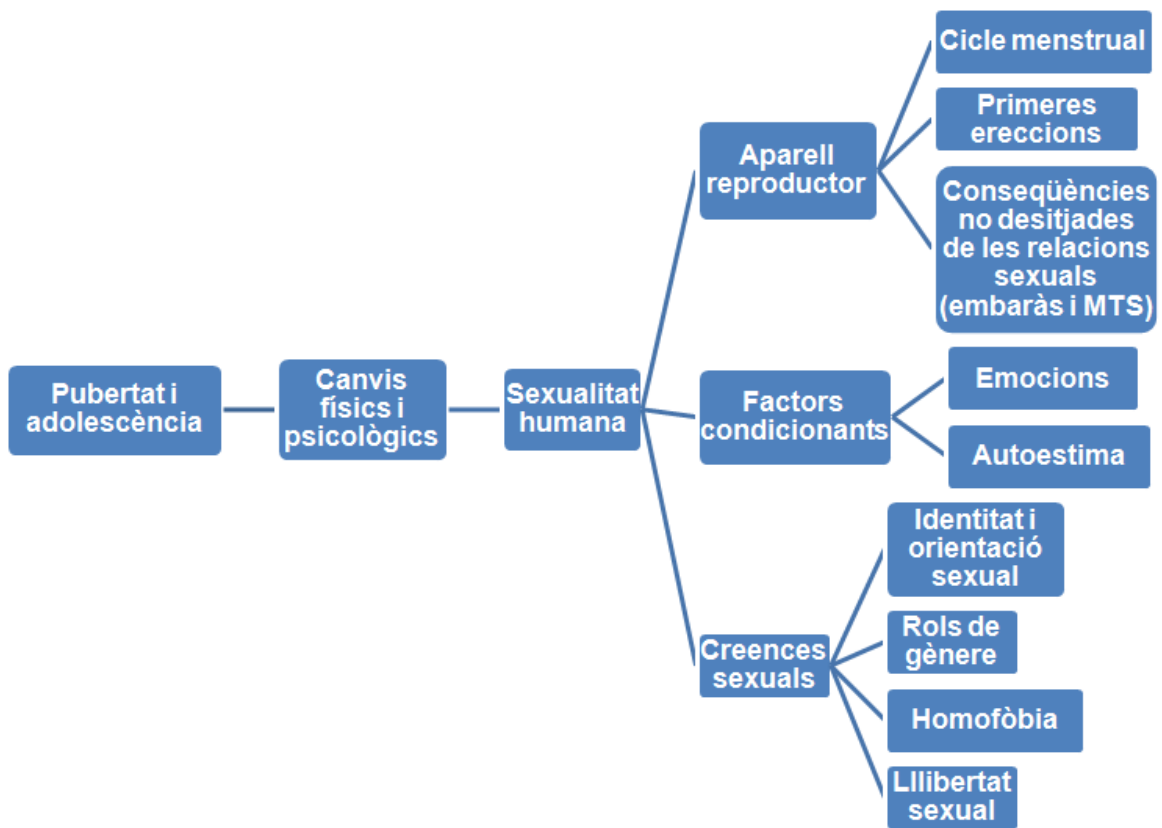 Pubertat i
adolescència
Canvis
físics i
psicològics
Sexualitat
humana
Aparell
reproductor
Cicle menstrual
Primeres
ereccions
Conseqüències
no desitjades
de les relacions
sexuals
(embaràs i MTS)
Factors
condicionants
Emocions
Autoestima
Creences
sexuals
Identitat i
orientació
sexual
Rols de
gènere
Homofòbia
Lllibertat
sexual